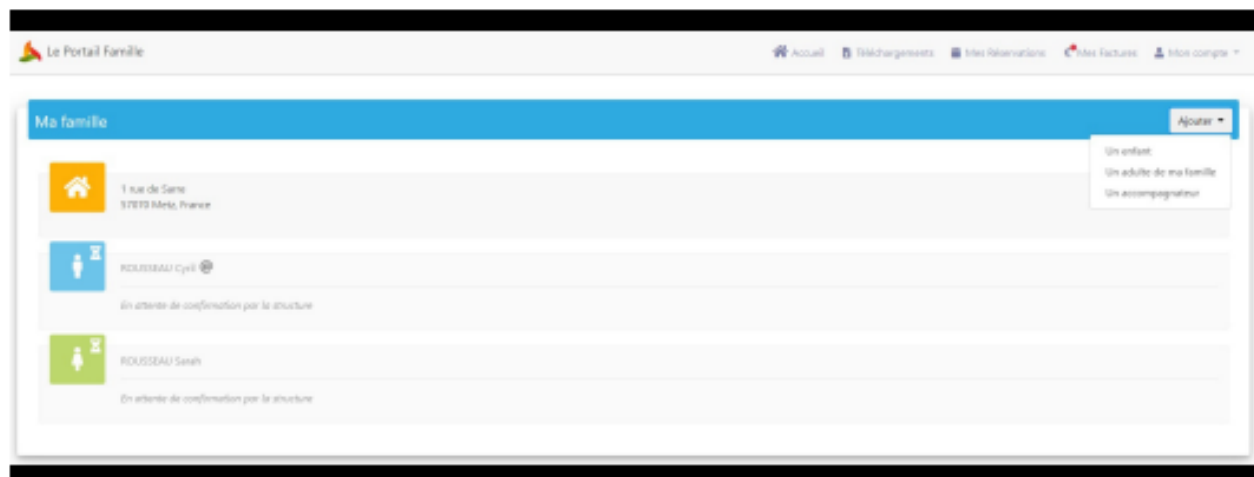 Le Portail Famille
Accueil Téléchargements Mes Réservations Mes Factures Mon compte
Ma famille
Ajouter
Un enfant
Un adulte de ma famille
Un accompagnateur
1 rue de Sarre
57070 Metz, France
ROUSSEAU Cyril @
En attente de confirmation par la structure
ROUSSEAU Sarah
En attente de confirmation par la structure